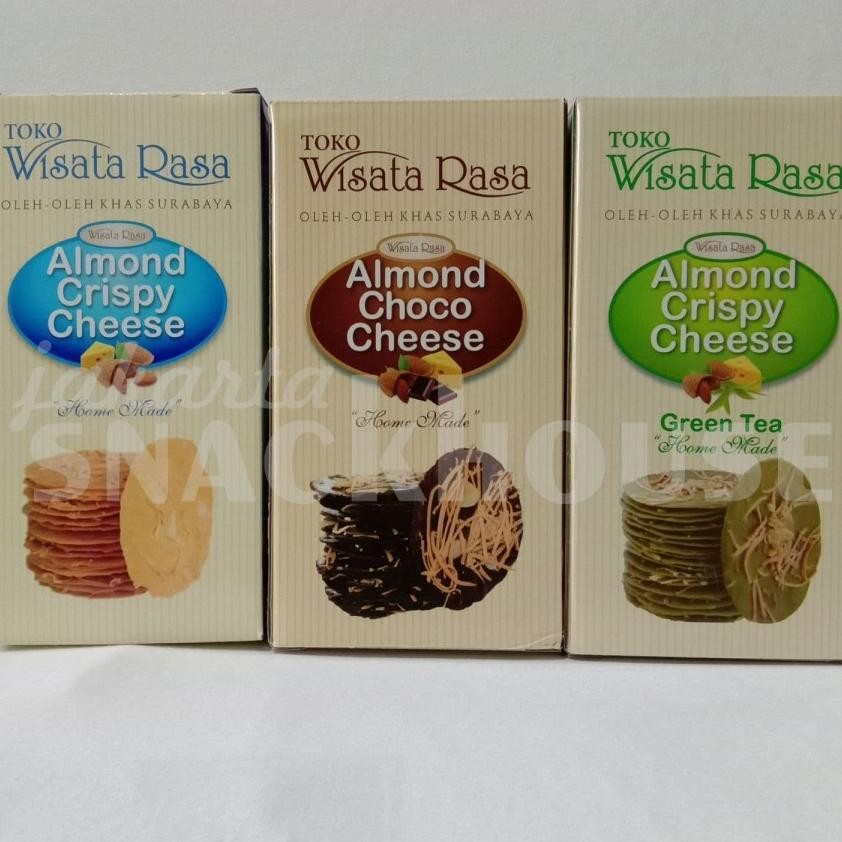 TOKO
Wisata Rasa
OLEH-OLEH KHAS SURABAYA
Wisata Rasa
Almond
Crispy
Cheese
"Home Made"
TOKO
Wisata Rasa
OLEH-OLEH KHAS SURABAYA
Wisata Rasa
Almond
Choco
Cheese
"Home Made"
TOKO
Wisata Rasa
OLEH-OLEH KHAS SURABAYA
Wisata Rasa
Almond
Crispy
Cheese
Green Tea
"Home Made"
jakarta
SNACKHOUSE